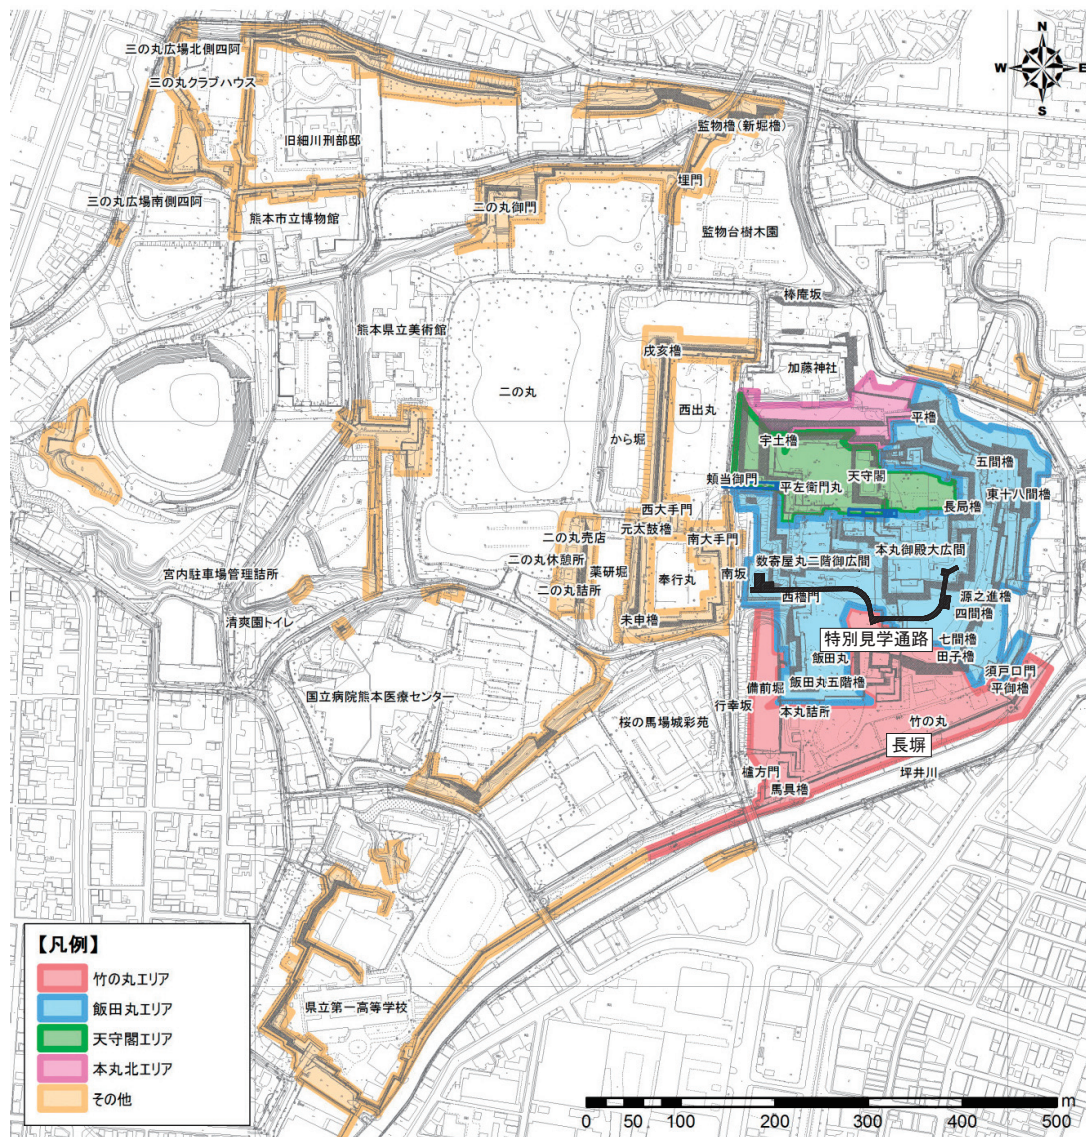 N
W
E
S
三の丸広場北側四阿
三の丸クラブハウス
監物櫓(新堀櫓)
旧細川刑部邸
埋門
三の丸広場南側四阿
二の丸御門
熊本市立博物館
監物台樹木園
棒庵坂
熊本県立美術館
戌亥櫓
加藤神社
二の丸
西出丸
平櫓
から堀
宇土櫓
五間櫓
天守閣
頬当御門
平左衛門丸
東十八間櫓
長局櫓
西大手門
元太鼓櫓
二の丸売店
南大手門
本丸御殿大広間
二の丸休憩所
数寄屋丸二階御広間
薬研堀
奉行丸
南坂
宮内駐車場管理詰所
二の丸詰所
西櫓門
源之進櫓
四間櫓
清爽園トイレ
未申櫓
特別見学通路
七間櫓
田子櫓
飯田丸
須戸口門
国立病院熊本医療センター
備前堀
飯田丸五階櫓
平御櫓
行幸坂
本丸詰所
桜の馬場城彩苑
竹の丸
長塀
櫨方門
坪井川
馬具櫓
県立第一高等学校
【凡例】
竹の丸エリア
飯田丸エリア
天守閣エリア
本丸北エリア
その他
m
0 50 100 200 300 400 500